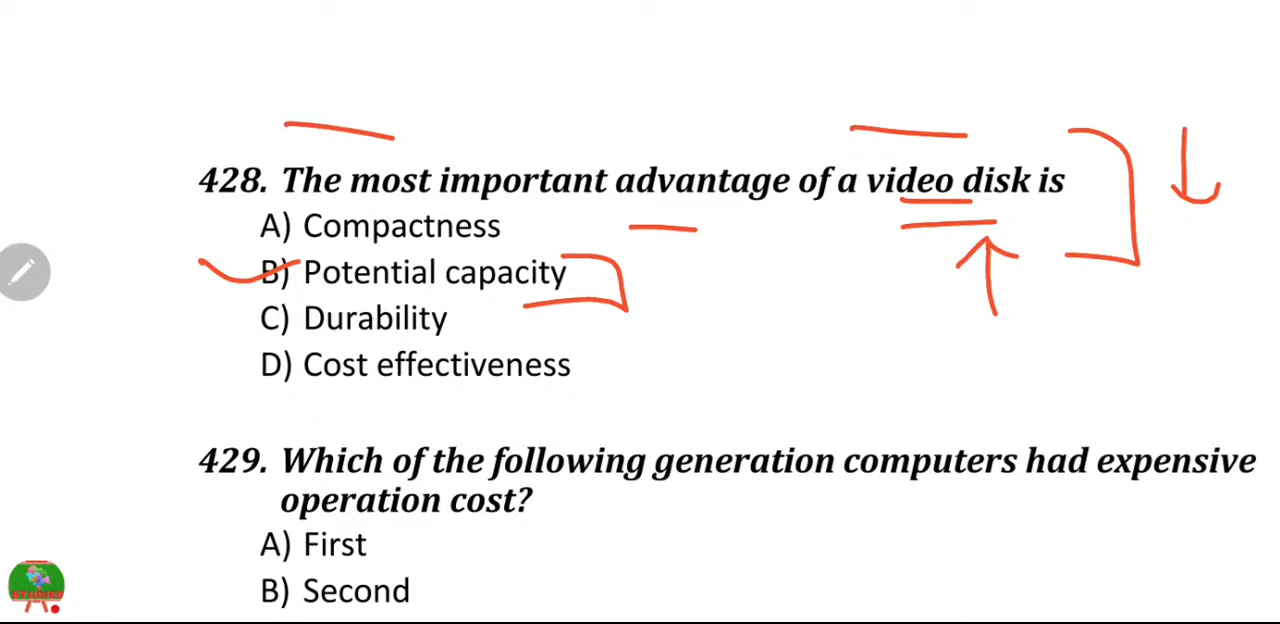 428. The most important advantage of a video disk is
A) Compactness
B) Potential capacity
C) Durability
D) Cost effectiveness
429. Which of the following generation computers had expensive
operation cost?
A) First
B) Second